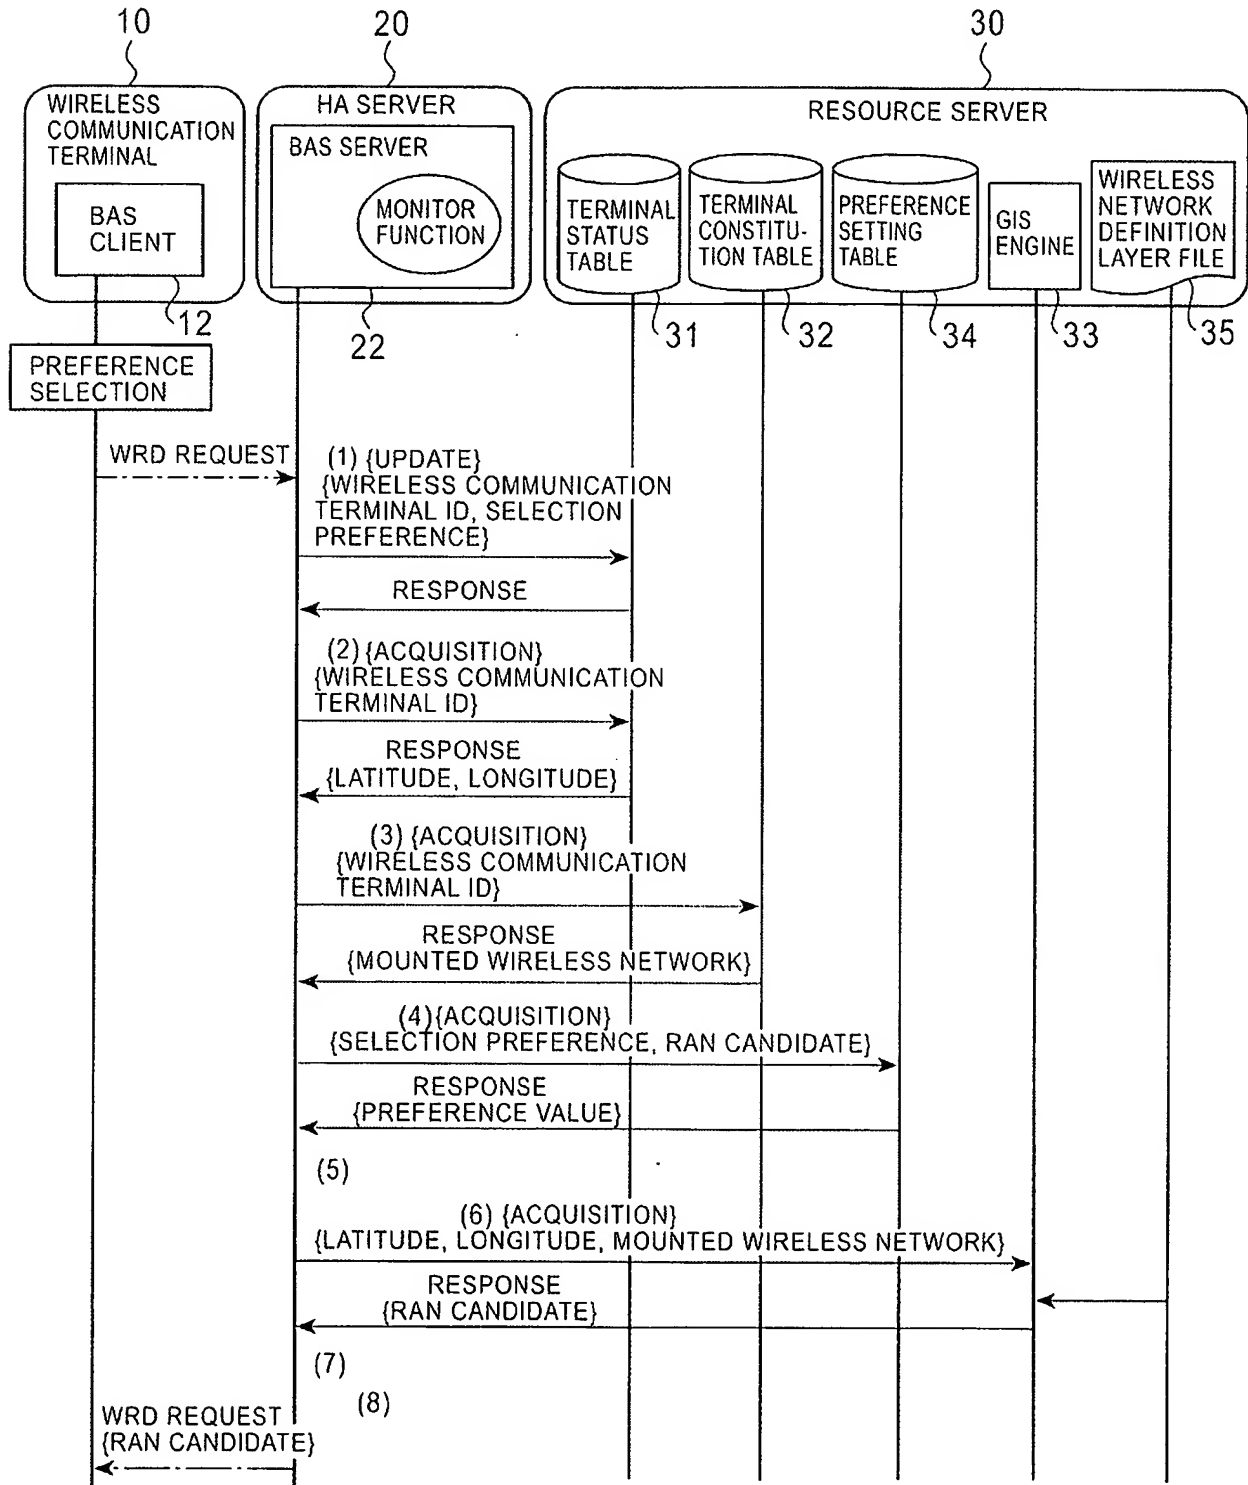 10
20
30
WIRELESS
COMMUNICATION
TERMINAL
BAS
CLIENT
12
HA SERVER
BAS SERVER
MONITOR
FUNCTION
22
RESOURCE SERVER
TERMINAL
STATUS
TABLE
31
TERMINAL
CONSTITU-
TION TABLE
32
PREFERENCE
SETTING
TABLE
34
GIS
ENGINE
33
WIRELESS
NETWORK
DEFINITION
LAYER FILE
35
PREFERENCE
SELECTION
WRD REQUEST
(1) {UPDATE}
{WIRELESS COMMUNICATION
TERMINAL ID, SELECTION
PREFERENCE}
RESPONSE
(2) {ACQUISITION}
{WIRELESS COMMUNICATION
TERMINAL ID}
RESPONSE
{LATITUDE, LONGITUDE}
(3) {ACQUISITION}
{WIRELESS COMMUNICATION
TERMINAL ID}
RESPONSE
{MOUNTED WIRELESS NETWORK}
(4) {ACQUISITION}
{SELECTION PREFERENCE, RAN CANDIDATE}
RESPONSE
{PREFERENCE VALUE}
(5)
(6) {ACQUISITION}
{LATITUDE, LONGITUDE, MOUNTED WIRELESS NETWORK}
RESPONSE
{RAN CANDIDATE}
(7)
(8)
WRD REQUEST
{RAN CANDIDATE}